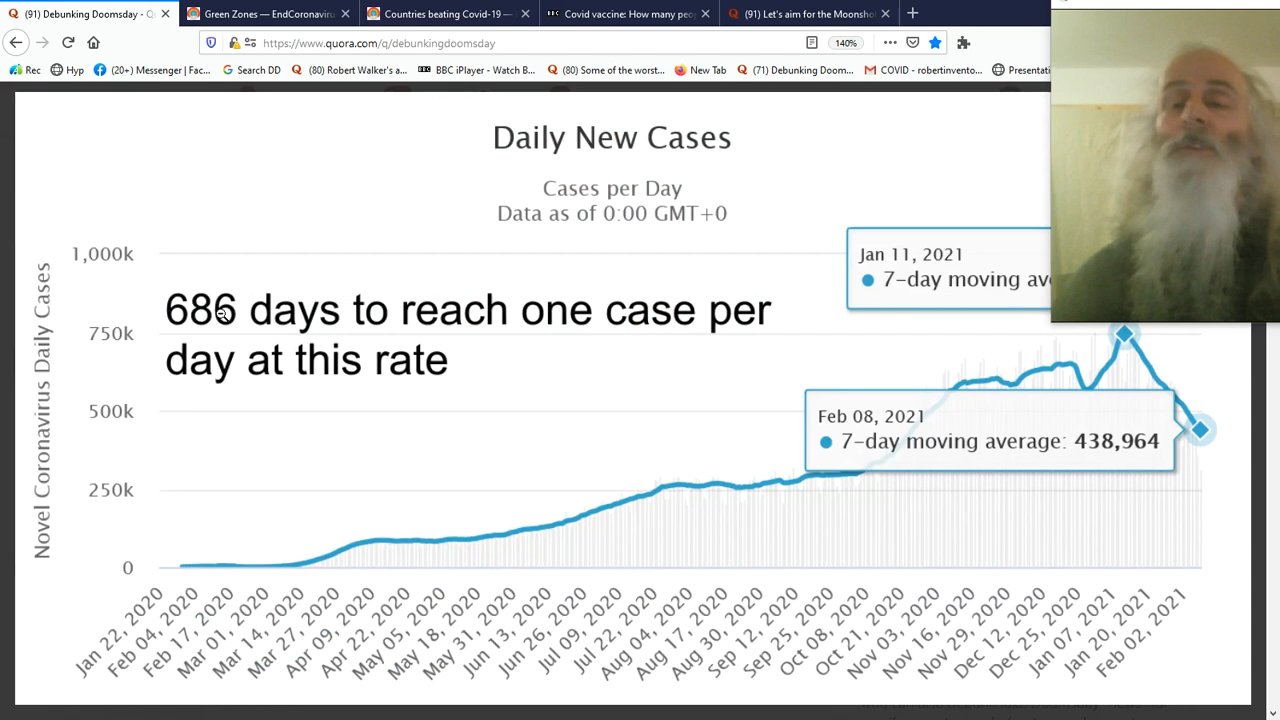 (91) Debunking Doomsday - Q
Green Zones — EndCoronaviru
Countries beating Covid-19 —
BBC
Covid vaccine: How many peo
(91) Let's aim for the Moonshot
https://www.quora.com/q/debunkingdoomsday
140%
Rec
Hyp
(20+) Messenger | Fac...
Search DD
(80) Robert Walker's a...
BBC iPlayer - Watch B...
(80) Some of the worst...
New Tab
(71) Debunking Doom...
COVID - robertinvento...
Presentati
Daily New Cases
Cases per Day
Data as of 0:00 GMT+0
Novel Coronavirus Daily Cases
1,000k
750k
500k
250k
0
686 days to reach one case per
day at this rate
Jan 11, 2021
7-day moving ave
Feb 08, 2021
7-day moving average: 438,964
Jan 22, 2020
Feb 04, 2020
Feb 17, 2020
Mar 01, 2020
Mar 14, 2020
Mar 27, 2020
Apr 09, 2020
Apr 22, 2020
May 05, 2020
May 18, 2020
May 31, 2020
Jun 13, 2020
Jun 26, 2020
Jul 09, 2020
Jul 22, 2020
Aug 04, 2020
Aug 17, 2020
Aug 30, 2020
Sep 12, 2020
Sep 25, 2020
Oct 08, 2020
Oct 21, 2020
Nov 03, 2020
Nov 16, 2020
Nov 29, 2020
Dec 12, 2020
Dec 25, 2020
Jan 07, 2021
Jan 20, 2021
Feb 02, 2021